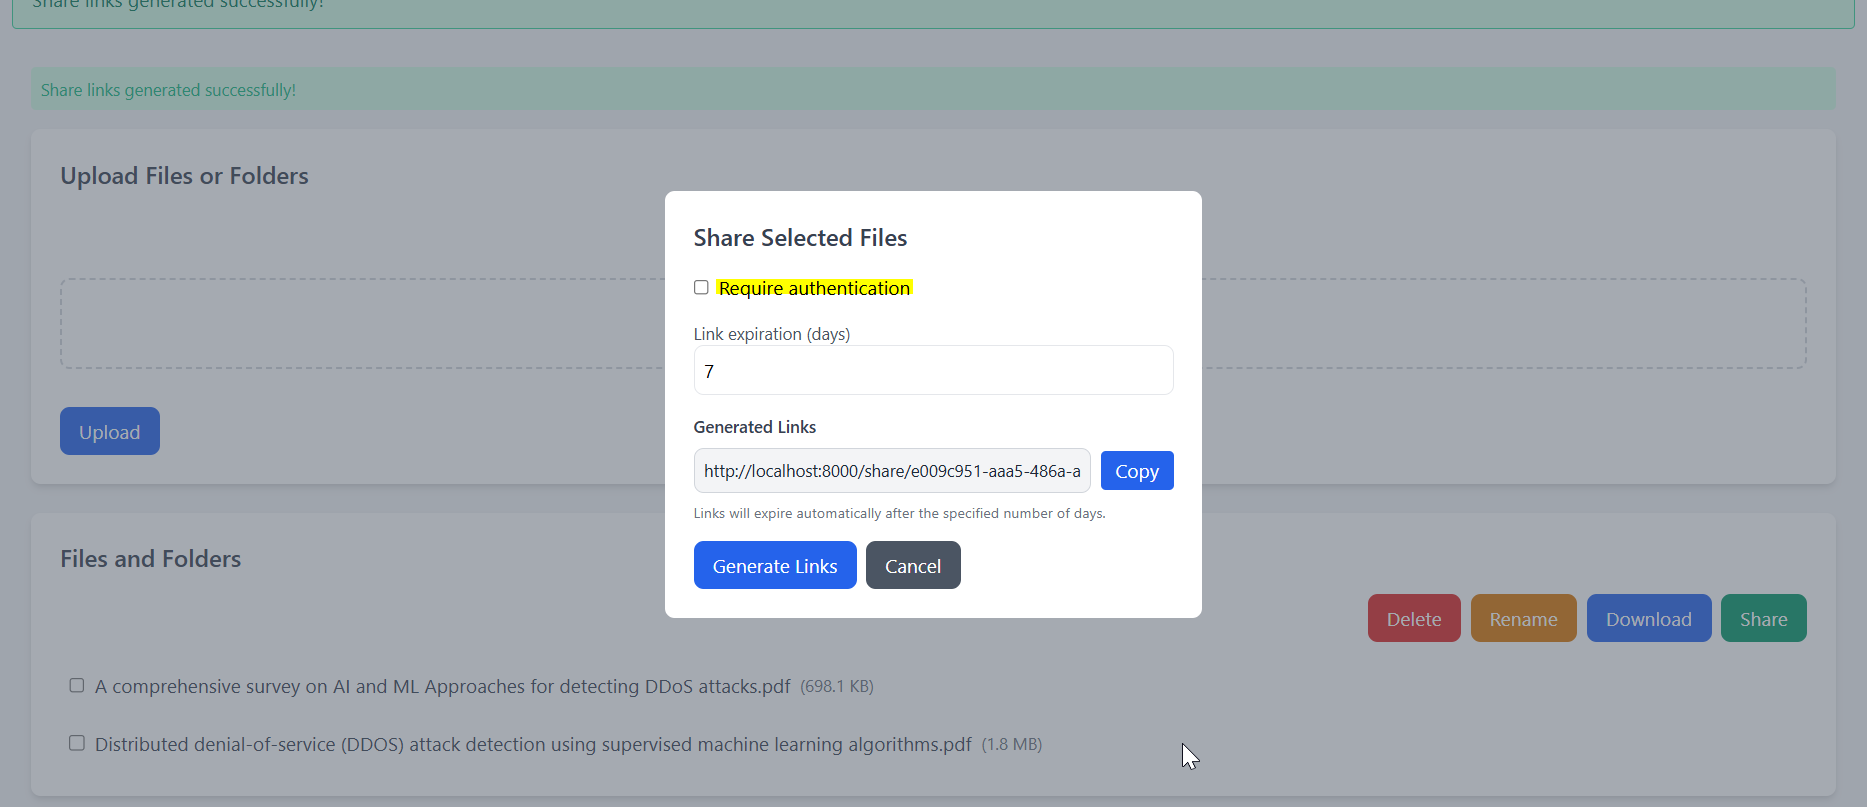 Share links generated successfully!
Share links generated successfully!
Upload Files or Folders
Upload
Share Selected Files
Require authentication
Link expiration (days)
7
Generated Links
http://localhost:8000/share/e009c951-aaa5-486a-a
Copy
Links will expire automatically after the specified number of days.
Generate Links
Cancel
Files and Folders
Delete Rename Download Share
A comprehensive survey on AI and ML Approaches for detecting DDoS attacks.pdf (698.1 KB)
Distributed denial-of-service (DDOS) attack detection using supervised machine learning algorithms.pdf (1.8 MB)